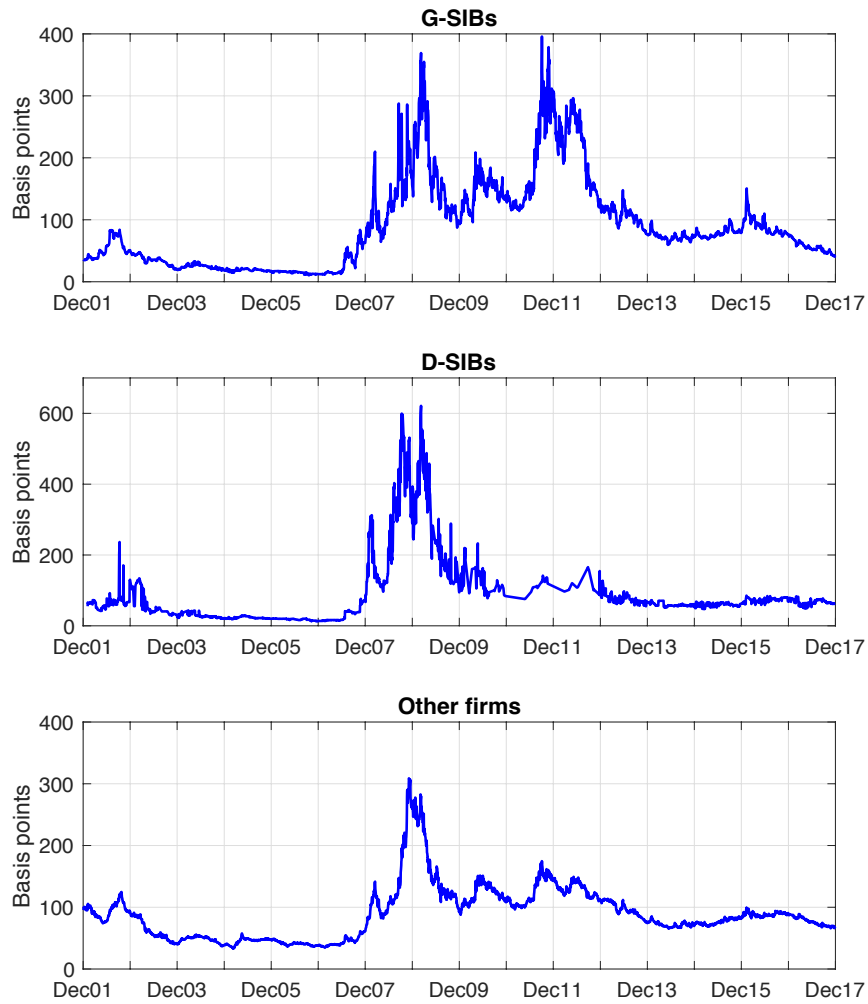 G-SIBs
400
300
200
100
0
Basis points
Dec01 Dec03 Dec05 Dec07 Dec09 Dec11 Dec13 Dec15 Dec17
D-SIBs
600
400
200
0
Basis points
Dec01 Dec03 Dec05 Dec07 Dec09 Dec11 Dec13 Dec15 Dec17
Other firms
400
300
200
100
0
Basis points
Dec01 Dec03 Dec05 Dec07 Dec09 Dec11 Dec13 Dec15 Dec17